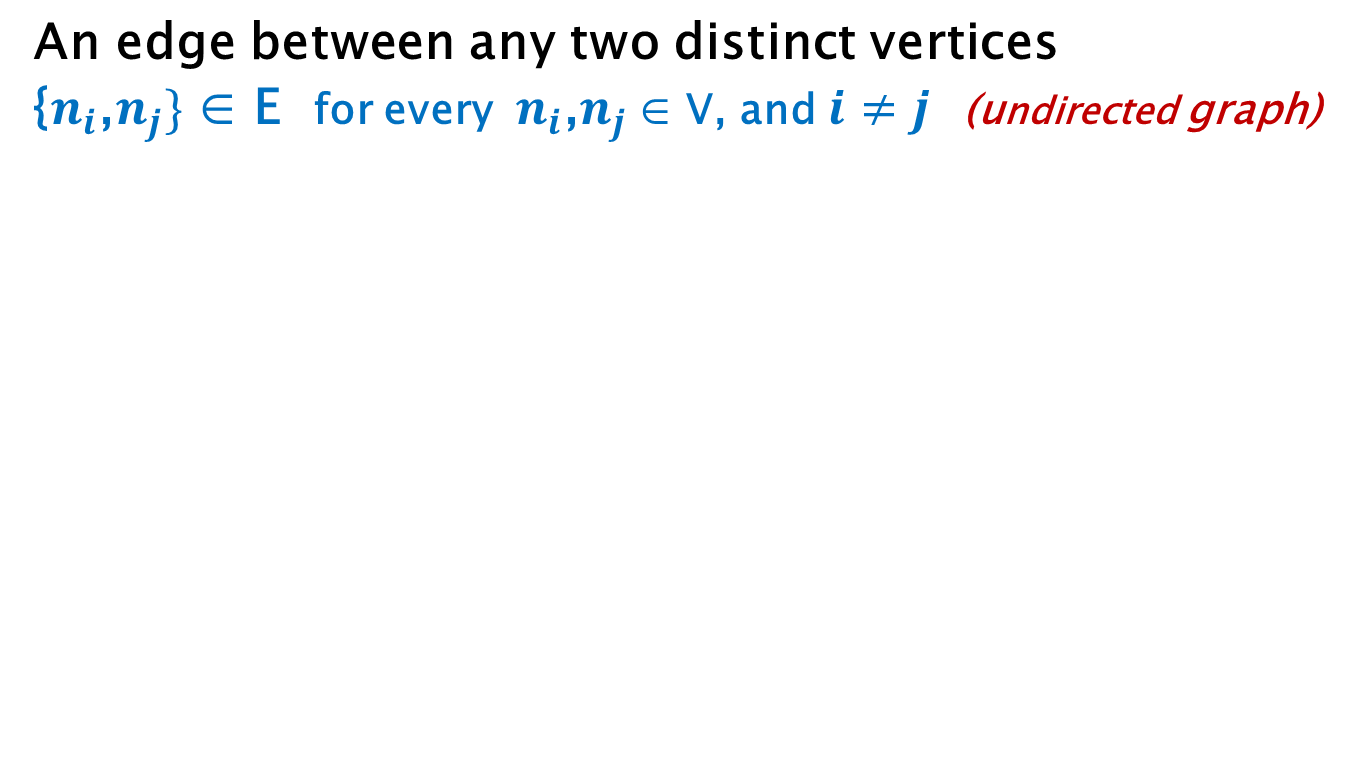 An edge between any two distinct vertices
{nᵢ,nⱼ} ∈ E for every nᵢ,nⱼ ∈ V, and i ≠ j (undirected graph)